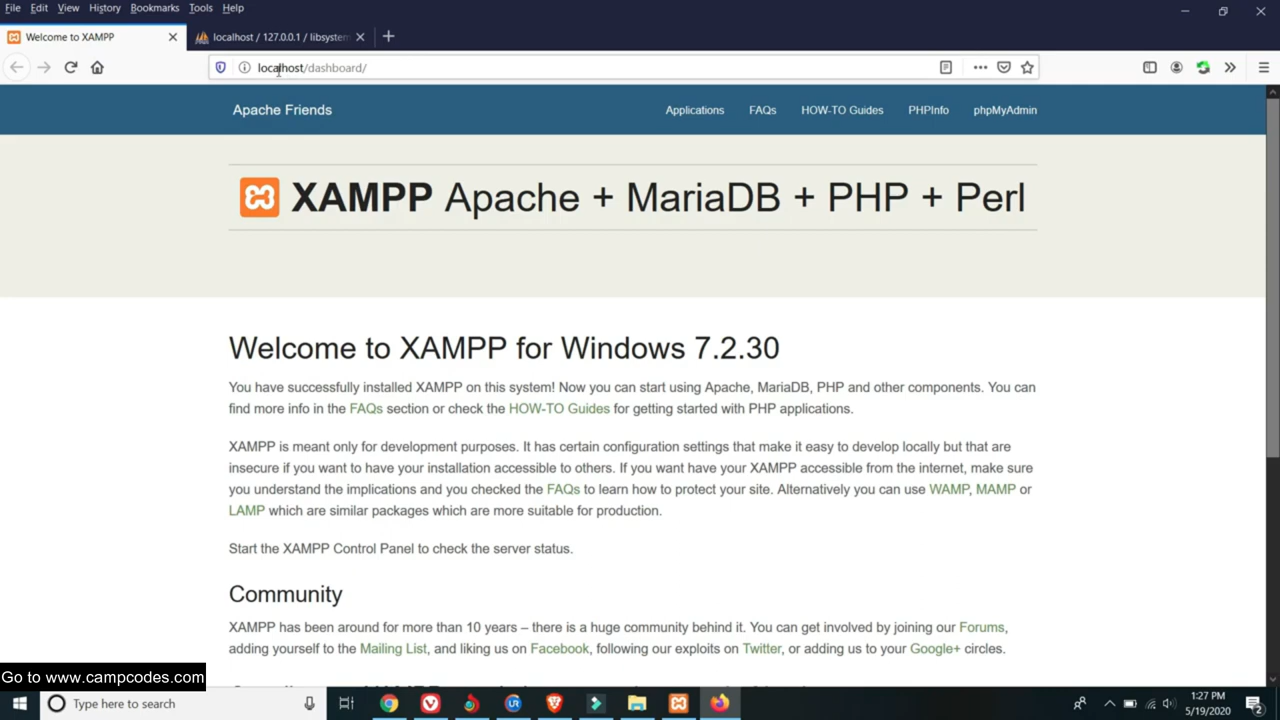 File Edit View History Bookmarks Tools Help
Welcome to XAMPP
localhost / 127.0.0.1 / libsystem
localhost/dashboard/
Apache Friends
Applications FAQs HOW-TO Guides PHPInfo phpMyAdmin
XAMPP Apache + MariaDB + PHP + Perl
Welcome to XAMPP for Windows 7.2.30
You have successfully installed XAMPP on this system! Now you can start using Apache, MariaDB, PHP and other components. You can
find more info in the FAQs section or check the HOW-TO Guides for getting started with PHP applications.
XAMPP is meant only for development purposes. It has certain configuration settings that make it easy to develop locally but that are
insecure if you want to have your installation accessible to others. If you want have your XAMPP accessible from the internet, make sure
you understand the implications and you checked the FAQs to learn how to protect your site. Alternatively you can use WAMP, MAMP or
LAMP which are similar packages which are more suitable for production.
Start the XAMPP Control Panel to check the server status.
Community
XAMPP has been around for more than 10 years – there is a huge community behind it. You can get involved by joining our Forums,
adding yourself to the Mailing List, and liking us on Facebook, following our exploits on Twitter, or adding us to your Google+ circles.
Go to www.campcodes.com
Type here to search
1:27 PM
5/19/2020
2